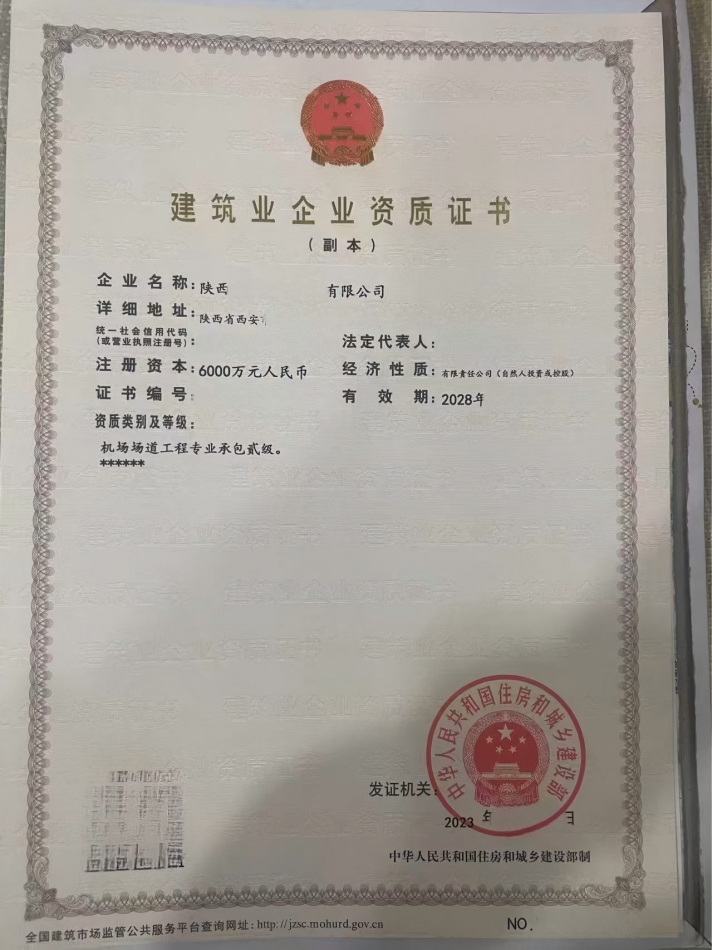 建筑业企业资质证书
（副本）
企业名称：陕西 有限公司
详细地址：陕西省西安
统一社会信用代码
（或营业执照注册号）：
法定代表人：
注册资本：6000万元人民币
经济性质：有限责任公司（自然人投资或控股）
证书编号：
有效期：2028年
资质类别及等级：
机场场道工程专业承包贰级。
******
中华人民共和国住房和城乡建设部
发证机关：
2023 年 日
中华人民共和国住房和城乡建设部制
全国建筑市场监管公共服务平台查询网址：http://jzsc.mohurd.gov.cn
NO.